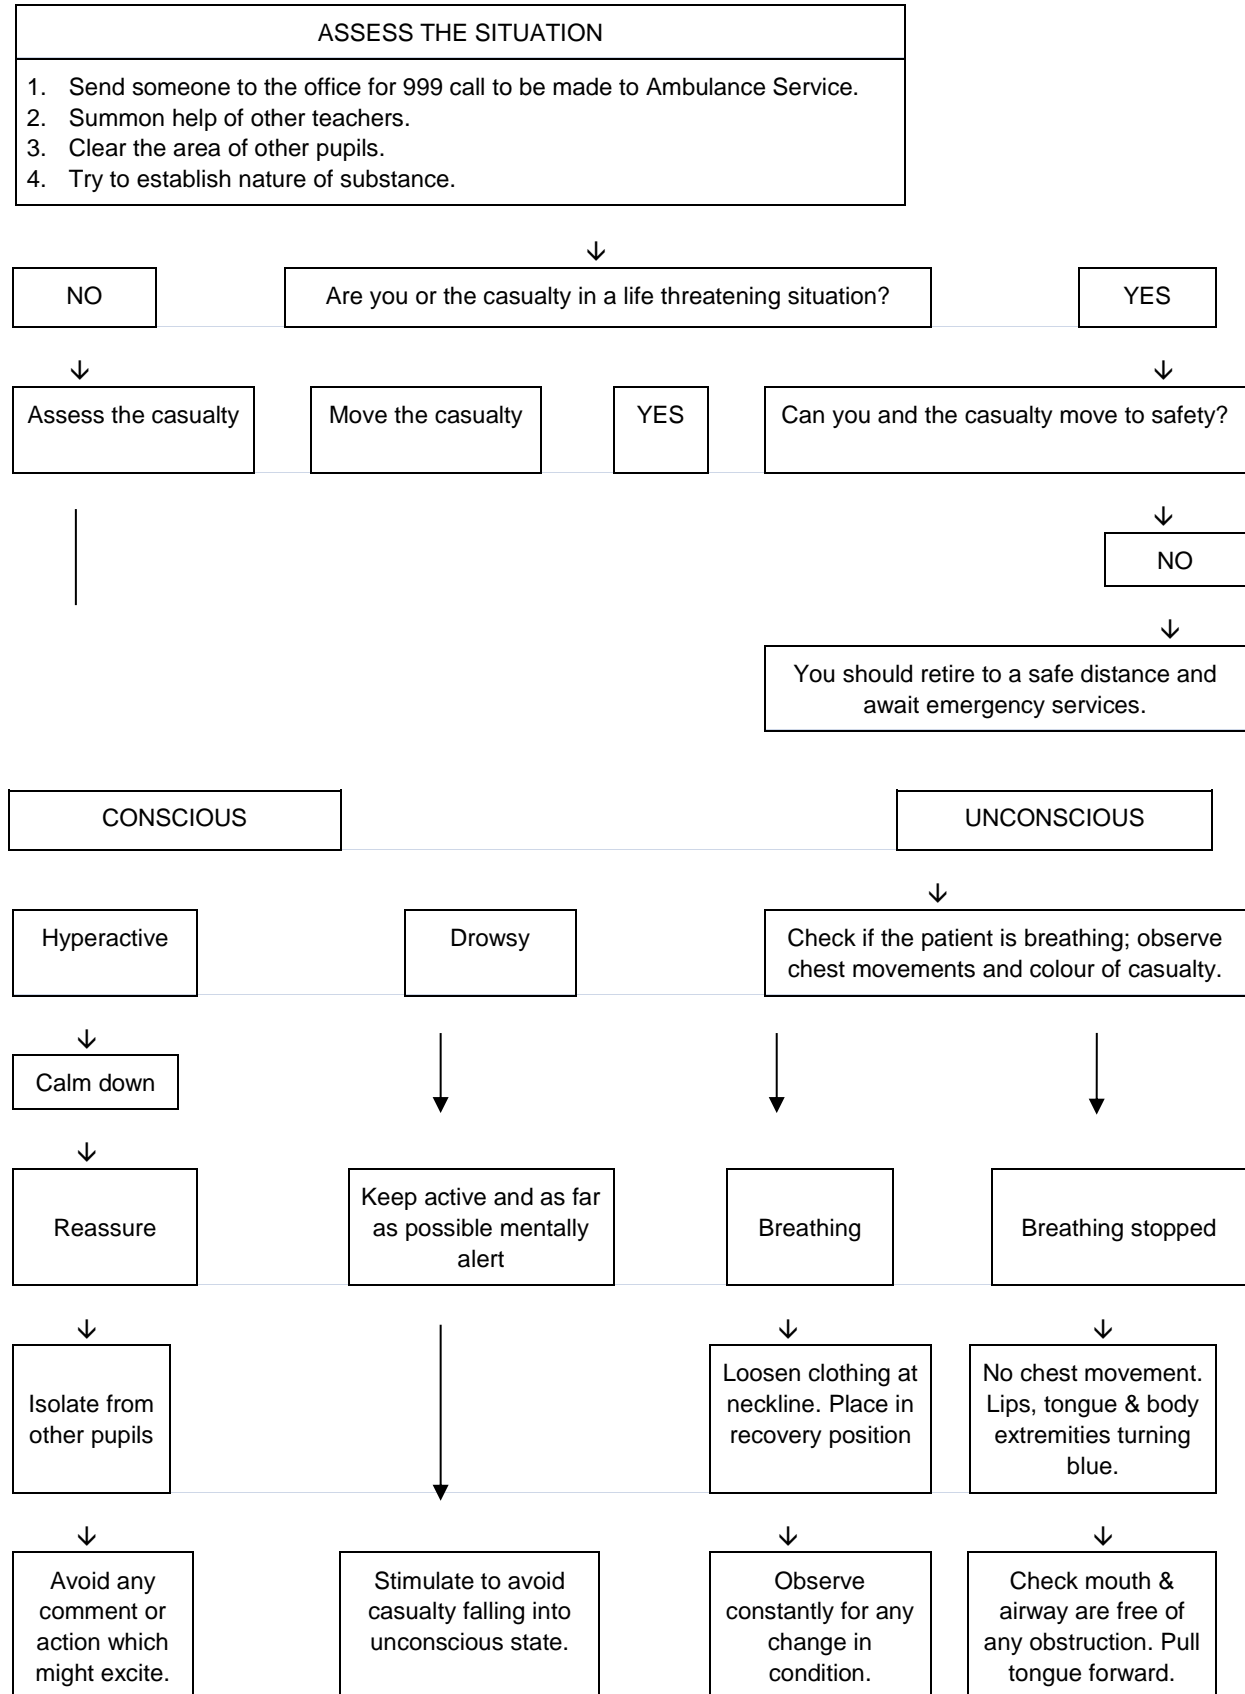 ASSESS THE SITUATION
1. Send someone to the office for 999 call to be made to Ambulance Service.
2. Summon help of other teachers.
3. Clear the area of other pupils.
4. Try to establish nature of substance.
NO
Are you or the casualty in a life threatening situation?
YES
Assess the casualty
Move the casualty
YES
Can you and the casualty move to safety?
NO
You should retire to a safe distance and
await emergency services.
CONSCIOUS
UNCONSCIOUS
Hyperactive
Drowsy
Check if the patient is breathing; observe
chest movements and colour of casualty.
Calm down
Reassure
Keep active and as far
as possible mentally
alert
Breathing
Breathing stopped
Isolate from
other pupils
Loosen clothing at
neckline. Place in
recovery position
No chest movement.
Lips, tongue & body
extremities turning
blue.
Avoid any
comment or
action which
might excite.
Stimulate to avoid
casualty falling into
unconscious state.
Observe
constantly for any
change in
condition.
Check mouth &
airway are free of
any obstruction. Pull
tongue forward.